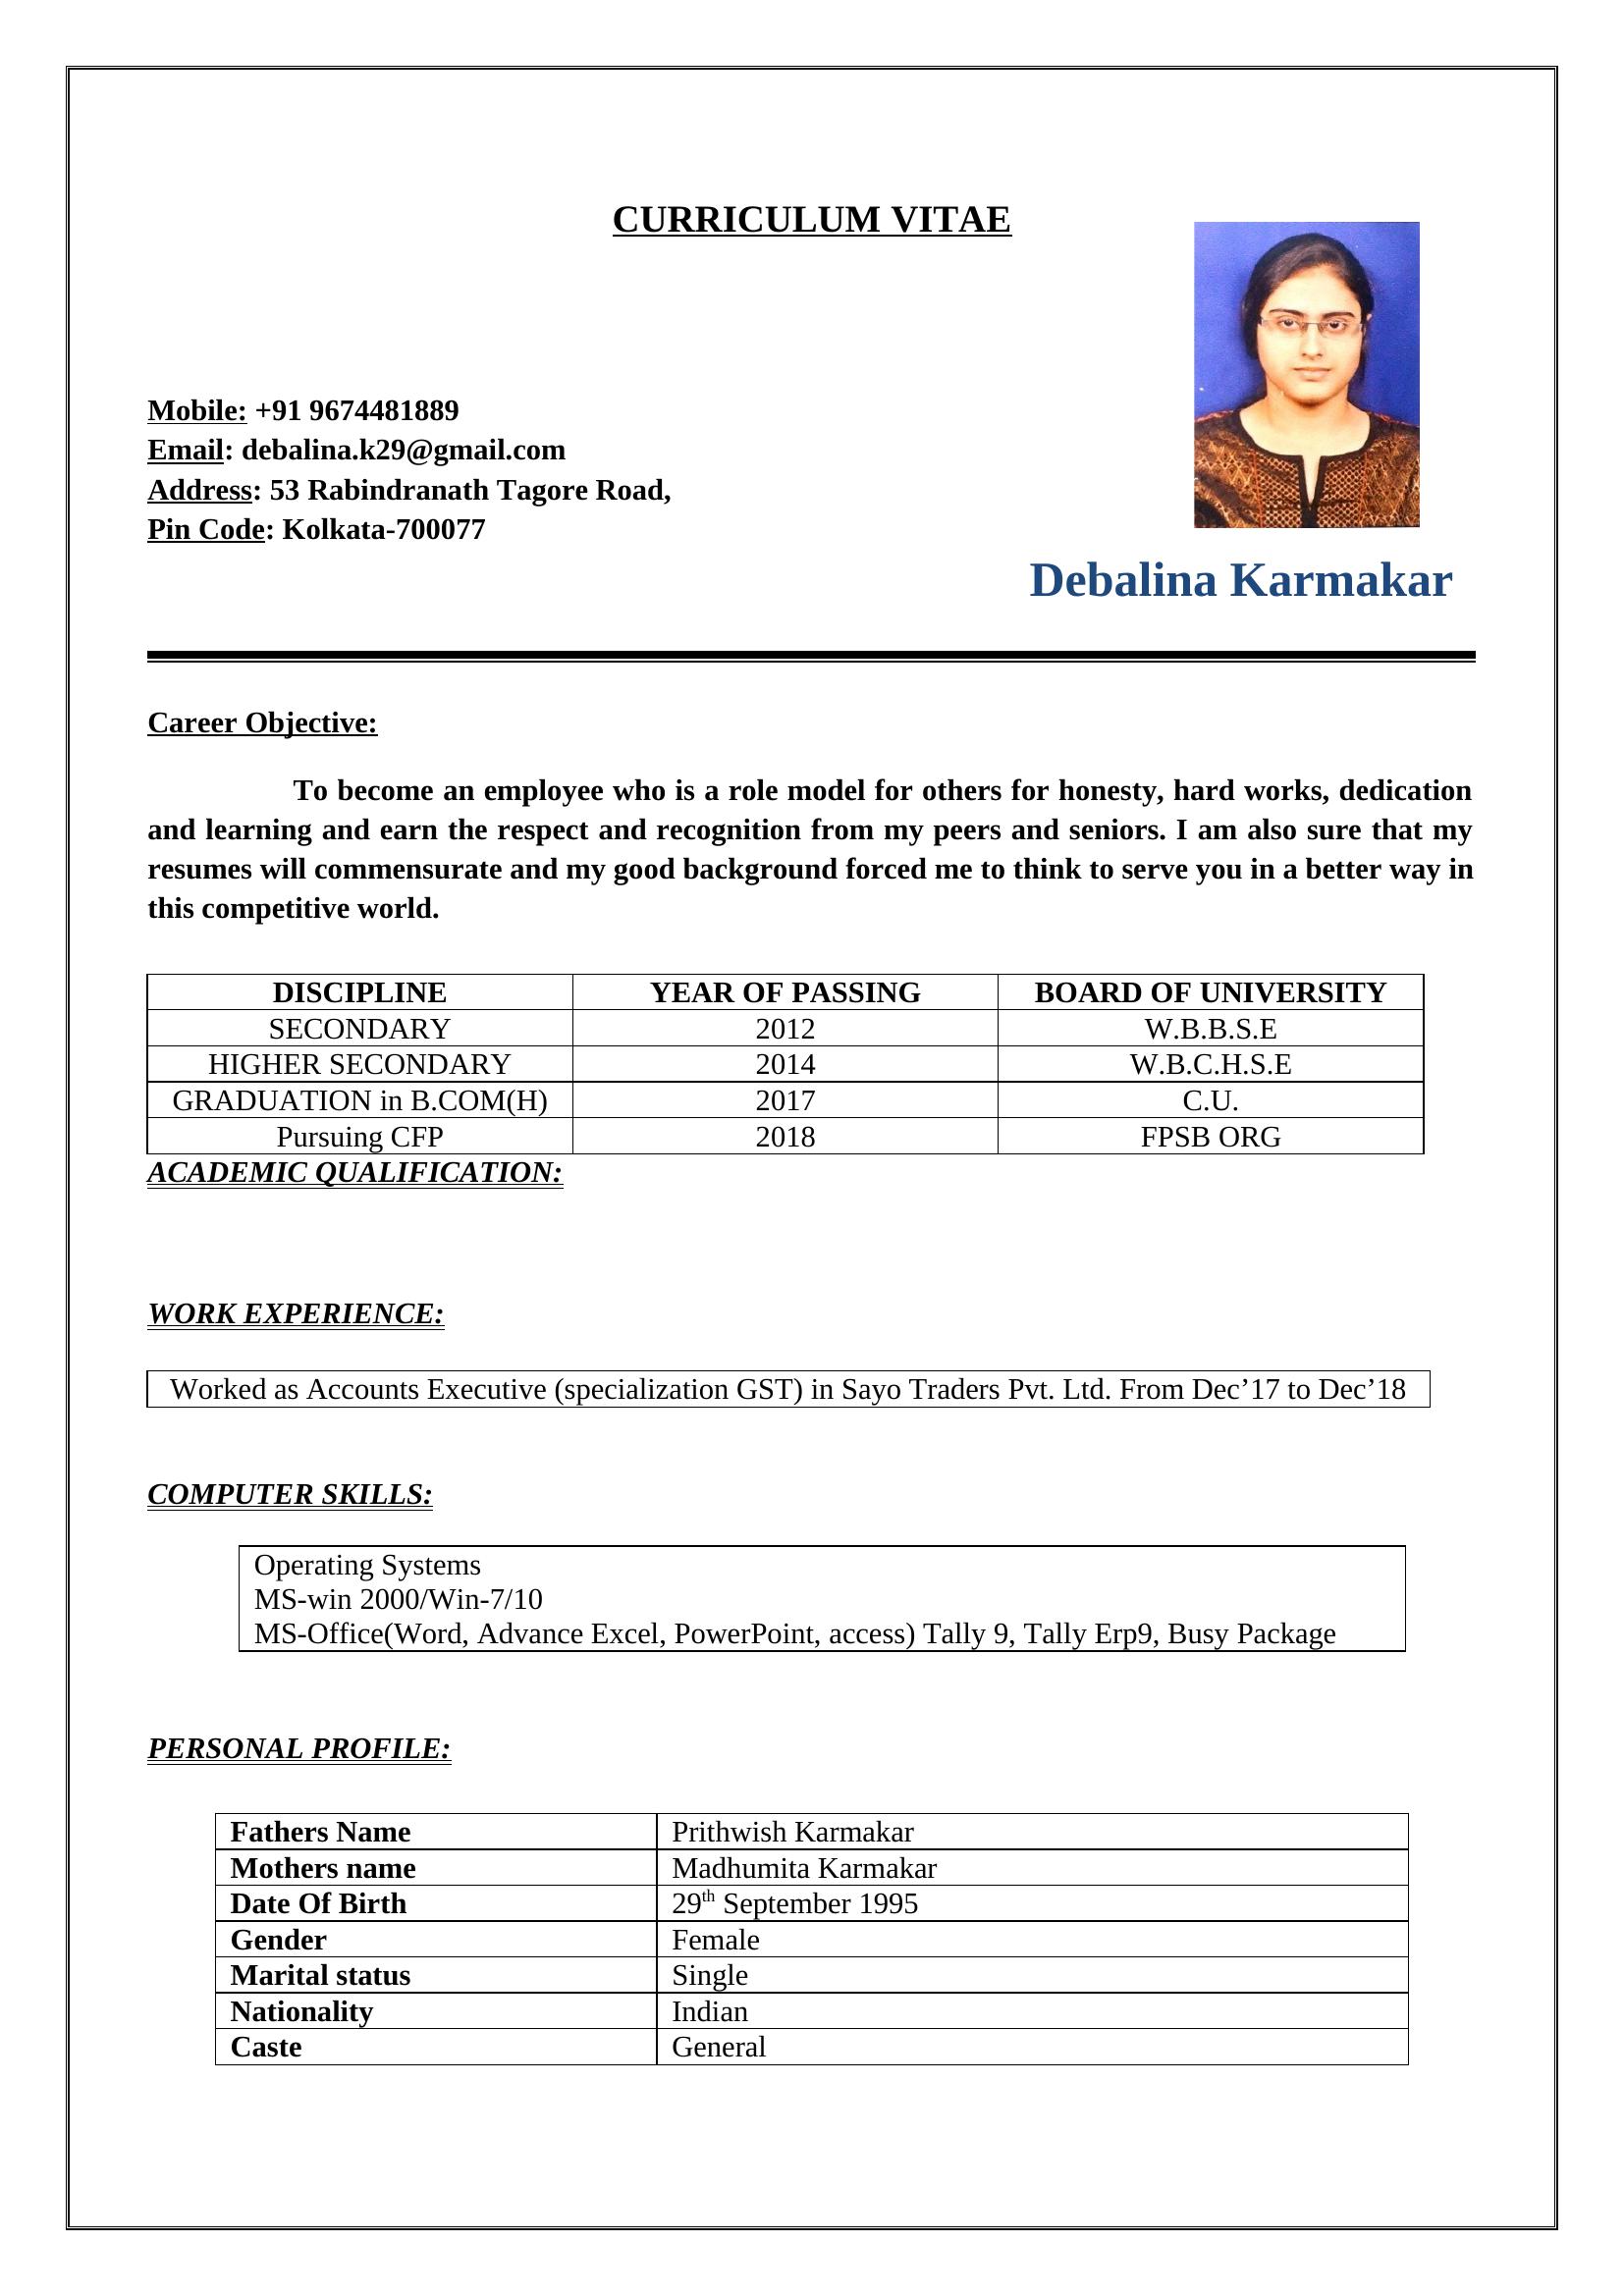 CURRICULUM VITAE
Mobile: +91 9674481889
Email: debalina.k29@gmail.com
Address: 53 Rabindranath Tagore Road,
Pin Code: Kolkata-700077
Debalina Karmakar
Career Objective:
To become an employee who is a role model for others for honesty, hard works, dedication
and learning and earn the respect and recognition from my peers and seniors. I am also sure that my
resumes will commensurate and my good background forced me to think to serve you in a better way in
this competitive world.
DISCIPLINE YEAR OF PASSING BOARD OF UNIVERSITY
SECONDARY 2012 W.B.B.S.E
HIGHER SECONDARY 2014 W.B.C.H.S.E
GRADUATION in B.COM(H) 2017 C.U.
Pursuing CFP 2018 FPSB ORG
ACADEMIC QUALIFICATION:
WORK EXPERIENCE:
Worked as Accounts Executive (specialization GST) in Sayo Traders Pvt. Ltd. From Dec’17 to Dec’18
COMPUTER SKILLS:
Operating Systems
MS-win 2000/Win-7/10
MS-Office(Word, Advance Excel, PowerPoint, access) Tally 9, Tally Erp9, Busy Package
PERSONAL PROFILE:
Fathers Name Prithwish Karmakar
Mothers name Madhumita Karmakar
Date Of Birth 29th September 1995
Gender Female
Marital status Single
Nationality Indian
Caste General